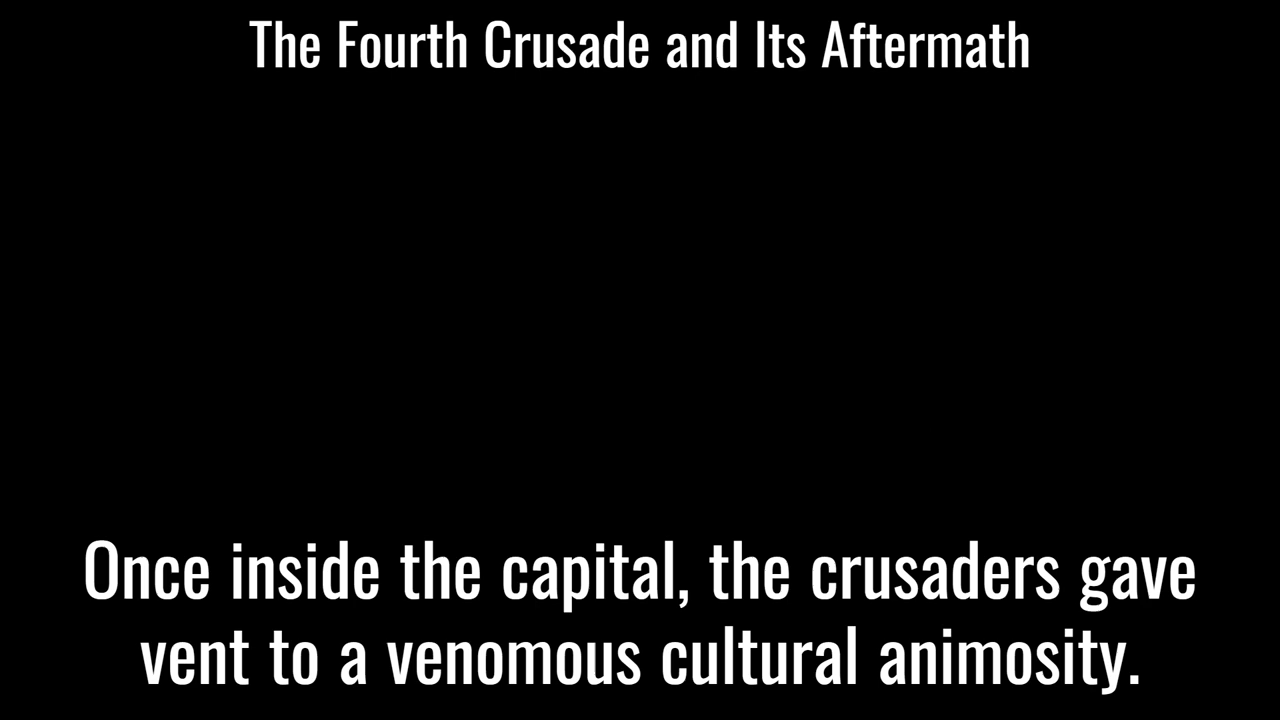 The Fourth Crusade and Its Aftermath
Once inside the capital, the crusaders gave
vent to a venomous cultural animosity.